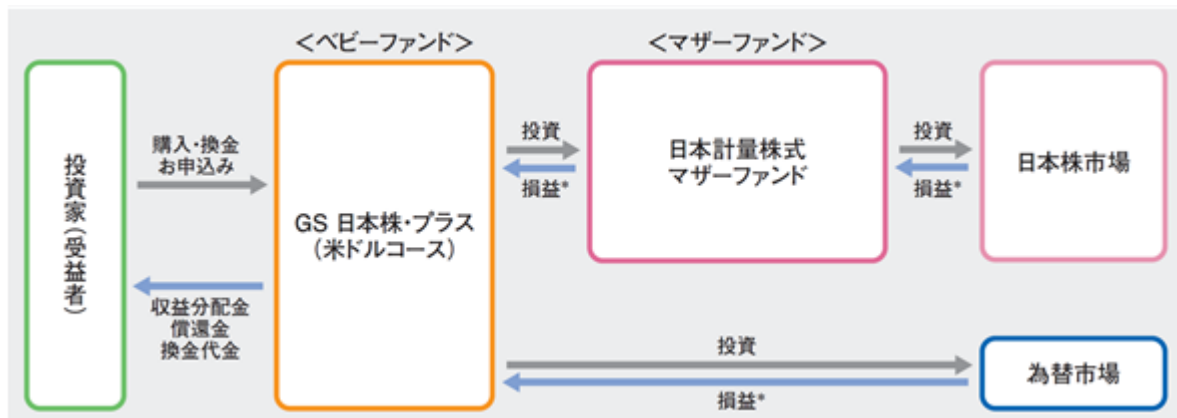 <ベビーファンド>
<マザーファンド>
投資家(受益者)
購入・換金
お申込み
収益分配金
償還金
換金代金
GS 日本株・プラス
(米ドルコース)
投資
損益*
日本計量株式
マザーファンド
投資
損益*
日本株市場
投資
損益*
為替市場